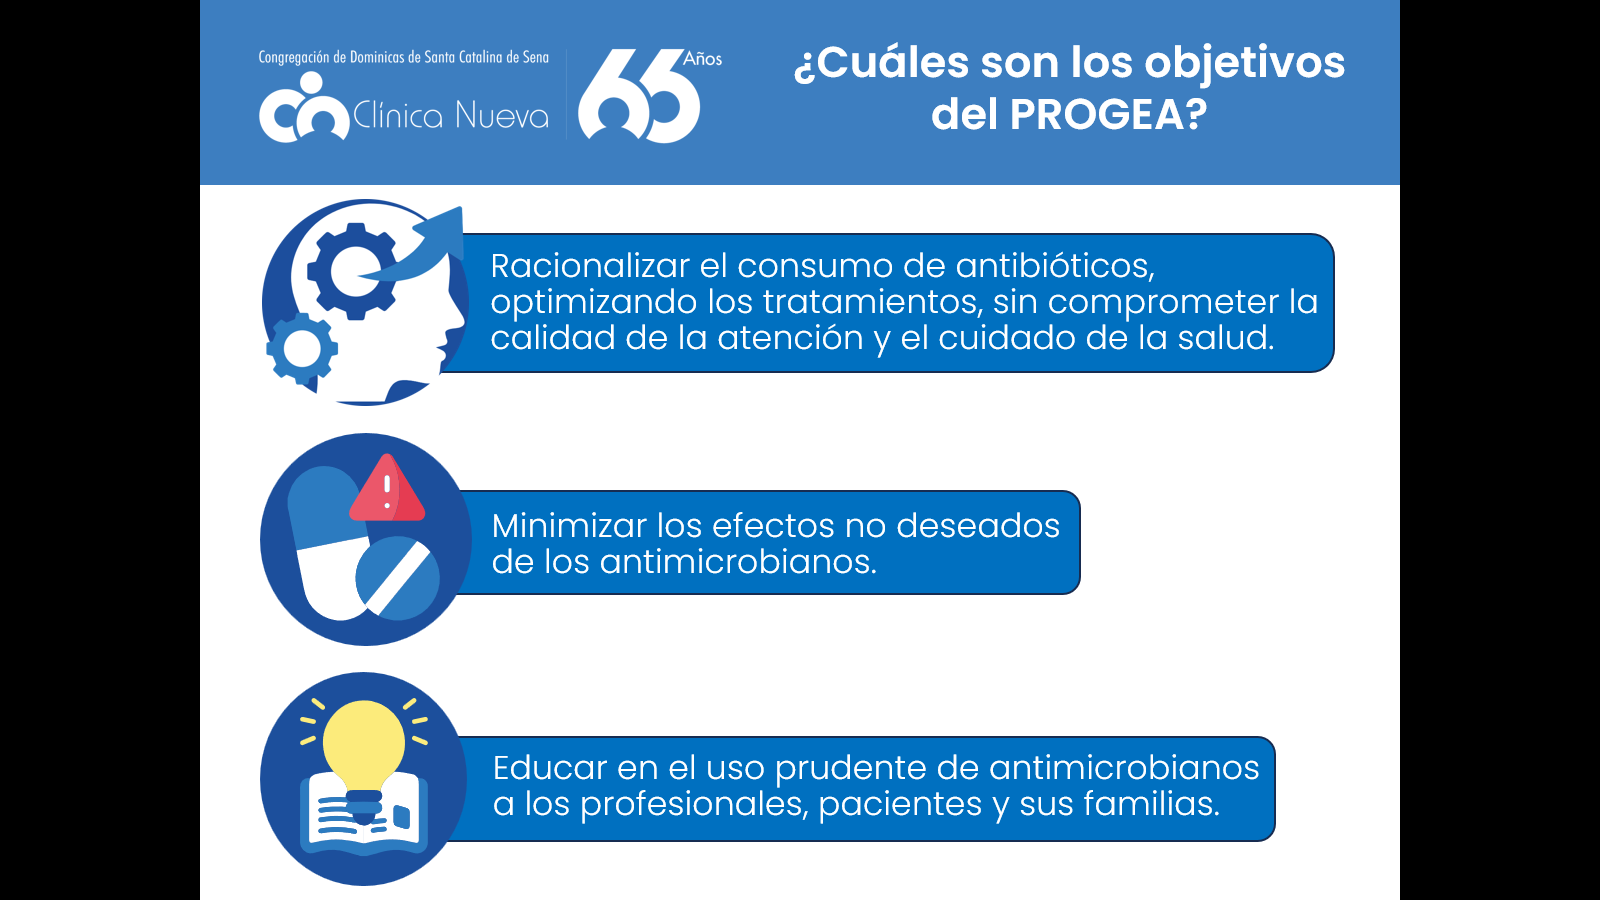 Congregación de Dominicas de Santa Catalina de Sena
Clínica Nueva
65 Años
¿Cuáles son los objetivos
del PROGEA?
Racionalizar el consumo de antibióticos,
optimizando los tratamientos, sin comprometer la
calidad de la atención y el cuidado de la salud.
Minimizar los efectos no deseados
de los antimicrobianos.
Educar en el uso prudente de antimicrobianos
a los profesionales, pacientes y sus familias.